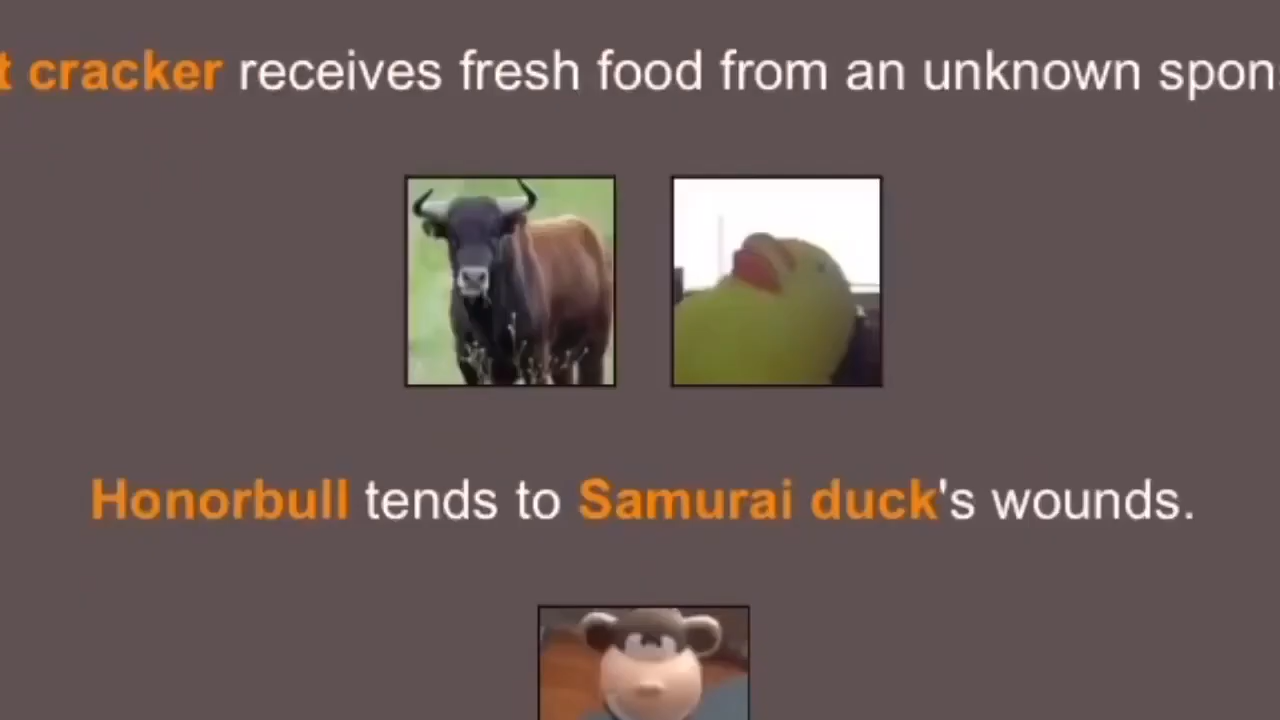 t cracker receives fresh food from an unknown spon
Honorbull tends to Samurai duck's wounds.